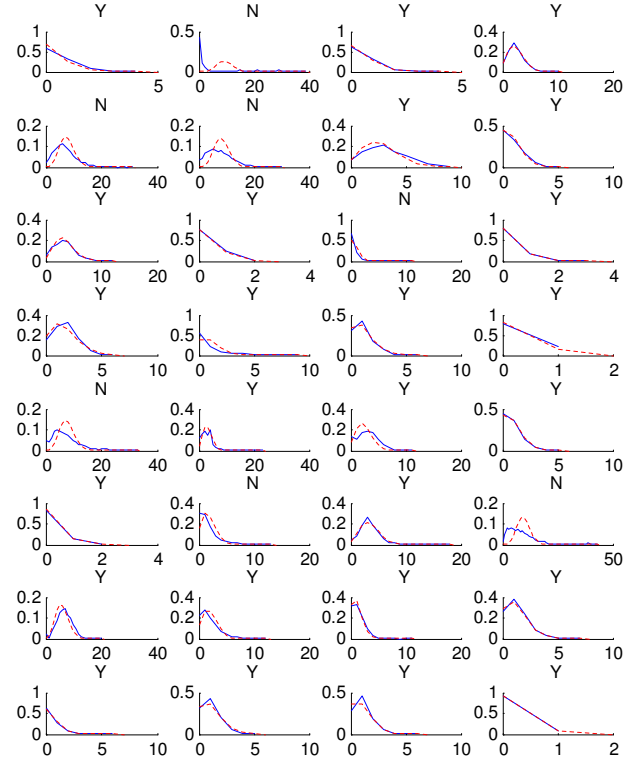 Y N Y Y
1 0.5 1 0.4
0.5 0.5 0.2
0 0 0 0
0 5 0 20 40 0 5 0 10 20
N N Y Y
0.2 0.2 0.4 0.5
0.1 0.1 0.2
0 0 0 0
0 20 40 0 20 40 0 5 10 0 5 10
Y Y N Y
0.4 1 1 1
0.2 0.5 0.5 0.5
0 0 0 0
0 10 20 0 2 4 0 10 20 0 2 4
Y Y Y Y
0.4 1 0.5 1
0.2 0.5 0.5
0 0 0 0
0 5 10 0 5 10 0 5 10 0 1 2
N Y Y Y
0.2 0.4 0.4 0.5
0.1 0.2 0.2
0 0 0 0
0 20 40 0 20 40 0 10 20 0 5 10
Y Y Y N
1 0.4 0.4 0.2
0.5 0.2 0.2 0.1
0 0 0 0
0 2 4 0 10 20 0 10 20 0 50
Y Y Y Y
0.2 0.4 0.4 0.4
0.1 0.2 0.2 0.2
0 0 0 0
0 20 40 0 10 20 0 10 20 0 5 10
Y Y Y Y
1 0.5 0.5 1
0.5 0.5
0 0 0 0
0 5 10 0 5 10 0 5 10 0 1 2